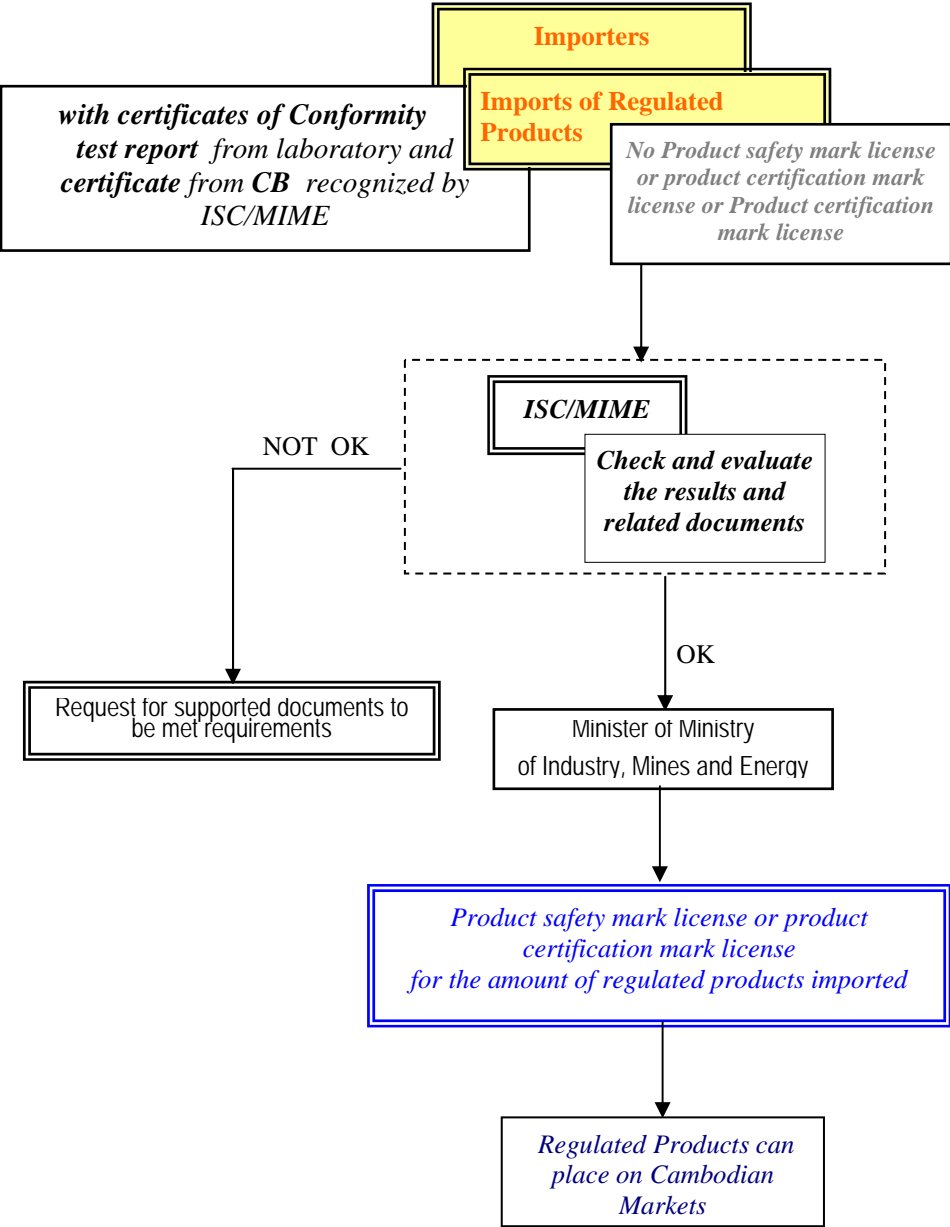 Importers
Imports of Regulated
Products
with certificates of Conformity
test report from laboratory and
certificate from CB recognized by
ISC/MIME
No Product safety mark license
or product certification mark
license or Product certification
mark license
ISC/MIME
Check and evaluate
the results and
related documents
NOT OK
OK
Request for supported documents to
be met requirements
Minister of Ministry
of Industry, Mines and Energy
Product safety mark license or product
certification mark license
for the amount of regulated products imported
Regulated Products can
place on Cambodian
Markets